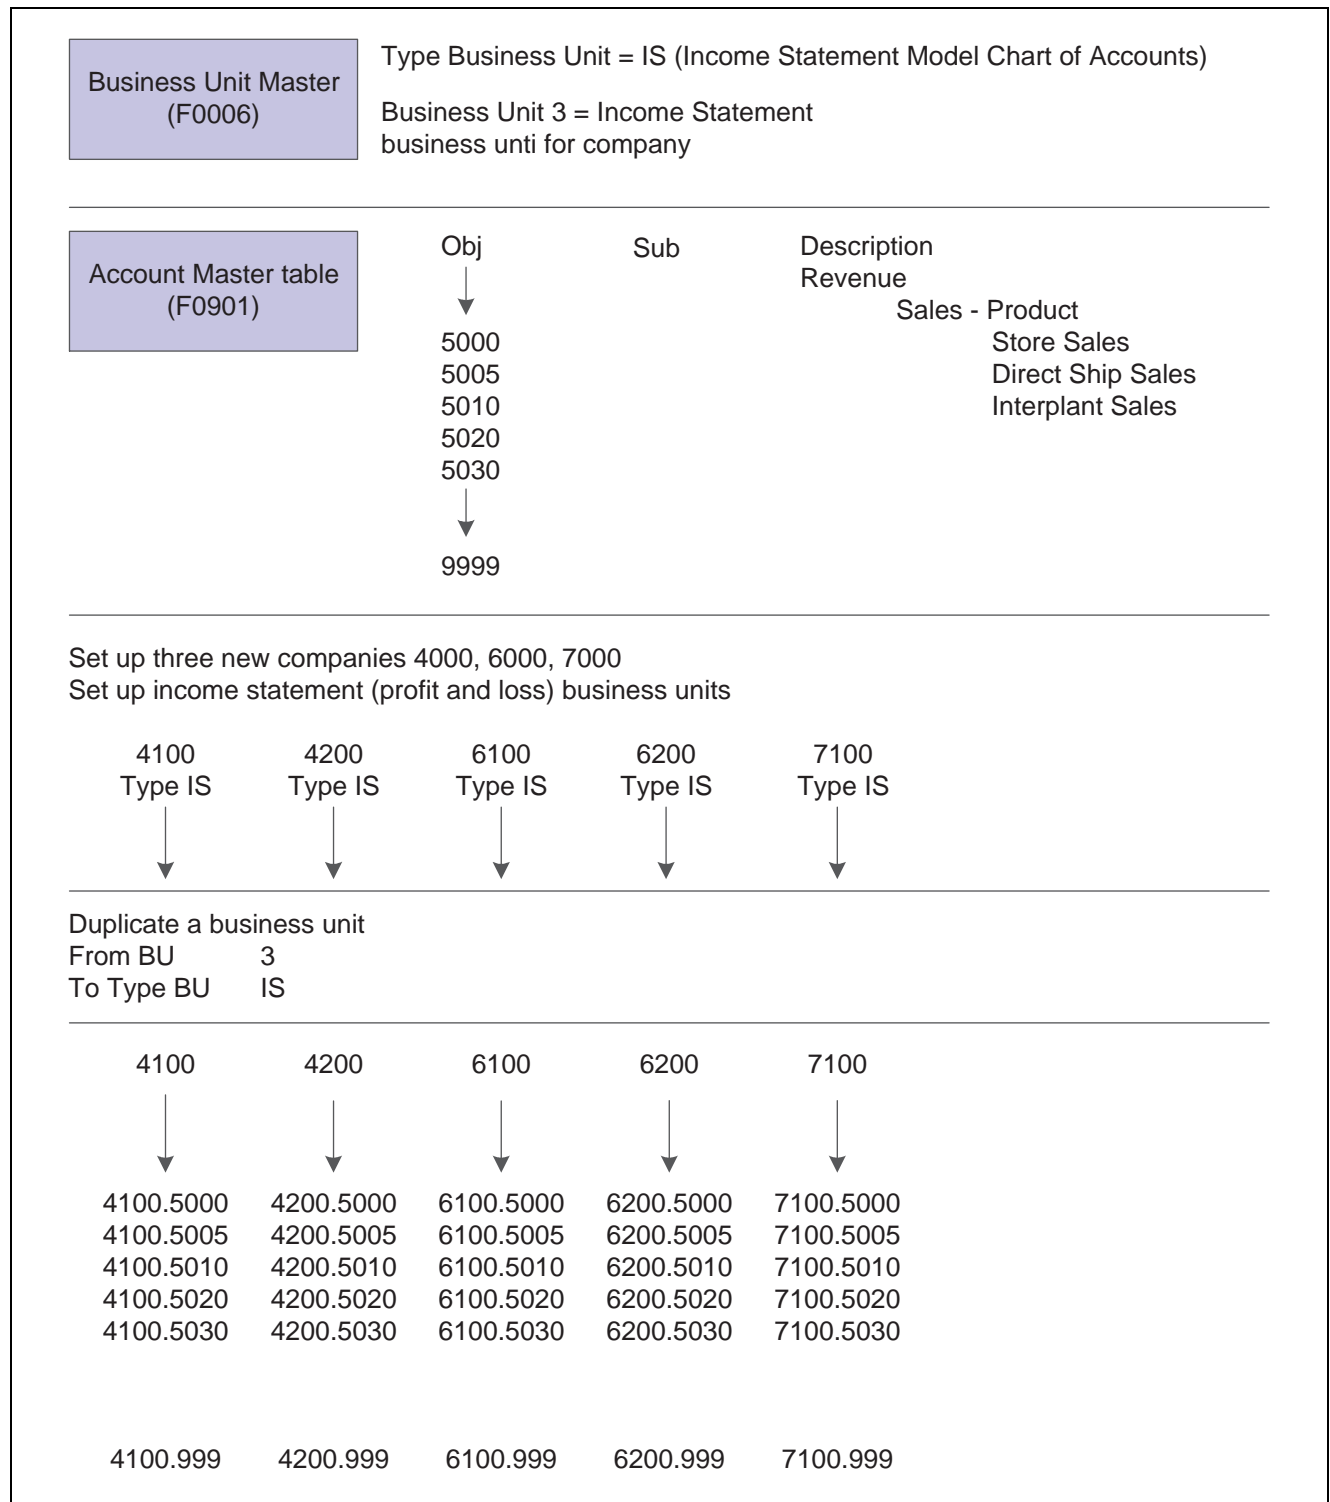 Business Unit Master
(F0006)
Type Business Unit = IS (Income Statement Model Chart of Accounts)
Business Unit 3 = Income Statement
business unti for company
Account Master table
(F0901)
Obj Sub Description
Revenue
Sales - Product
5000 Store Sales
5005 Direct Ship Sales
5010 Interplant Sales
5020
5030
9999
Set up three new companies 4000, 6000, 7000
Set up income statement (profit and loss) business units
4100 4200 6100 6200 7100
Type IS Type IS Type IS Type IS Type IS
Duplicate a business unit
From BU 3
To Type BU IS
4100 4200 6100 6200 7100
4100.5000 4200.5000 6100.5000 6200.5000 7100.5000
4100.5005 4200.5005 6100.5005 6200.5005 7100.5005
4100.5010 4200.5010 6100.5010 6200.5010 7100.5010
4100.5020 4200.5020 6100.5020 6200.5020 7100.5020
4100.5030 4200.5030 6100.5030 6200.5030 7100.5030
4100.999 4200.999 6100.999 6200.999 7100.999